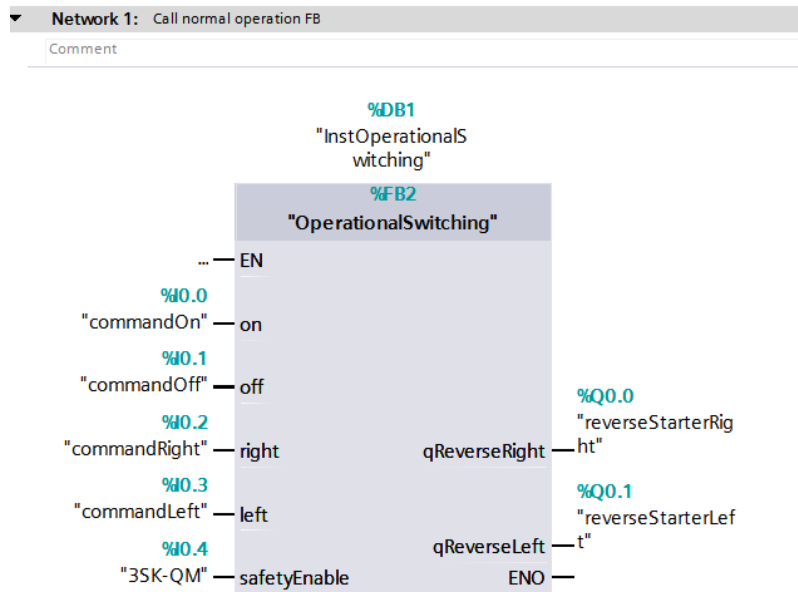 Network 1: Call normal operation FB
Comment
%DB1
"InstOperationalS
witching"
%FB2
"OperationalSwitching"
... EN
%I0.0
"commandOn" on
%I0.1
"commandOff" off
%I0.2
"commandRight" right
%I0.3
"commandLeft" left
%I0.4
"3SK-QM" safetyEnable
%Q0.0
"reverseStarterRig
qReverseRight ht"
%Q0.1
"reverseStarterLef
qReverseLeft t"
ENO